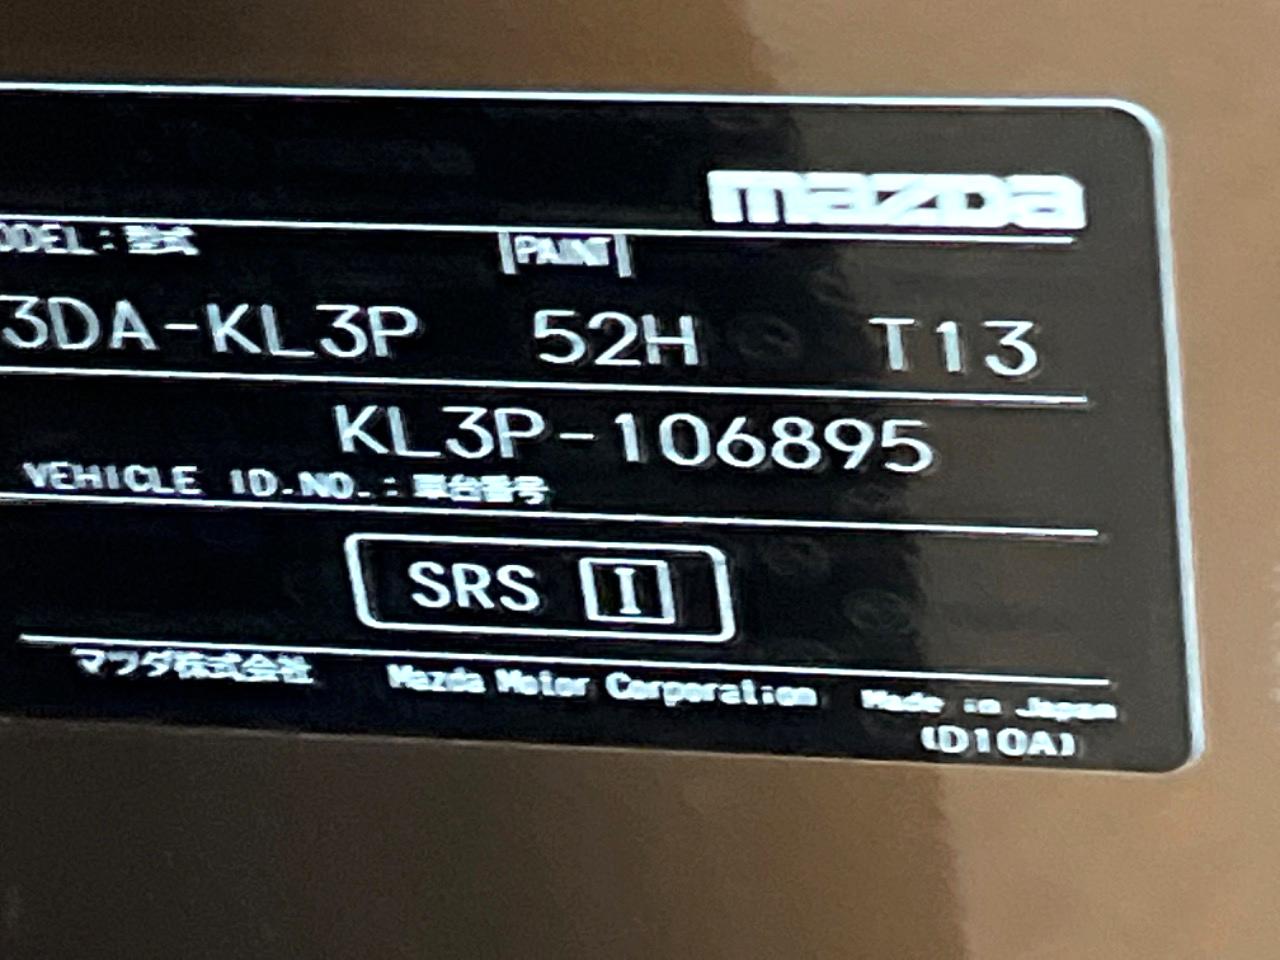 mazda
ODEL:型式 PAINT
3DA-KL3P 52H T13
KL3P-106895
VEHICLE ID.NO.:車台番号
SRS I
マツダ株式会社 Mazda Motor Corporation Made in Japan
(D10A)